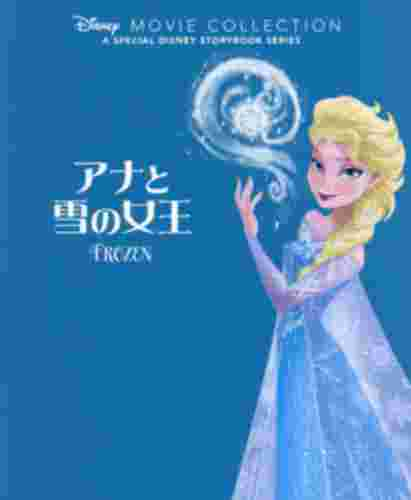 Disney MOVIE COLLECTION
A SPECIAL DISNEY STORYBOOK SERIES
アナと
雪の女王
FROZEN